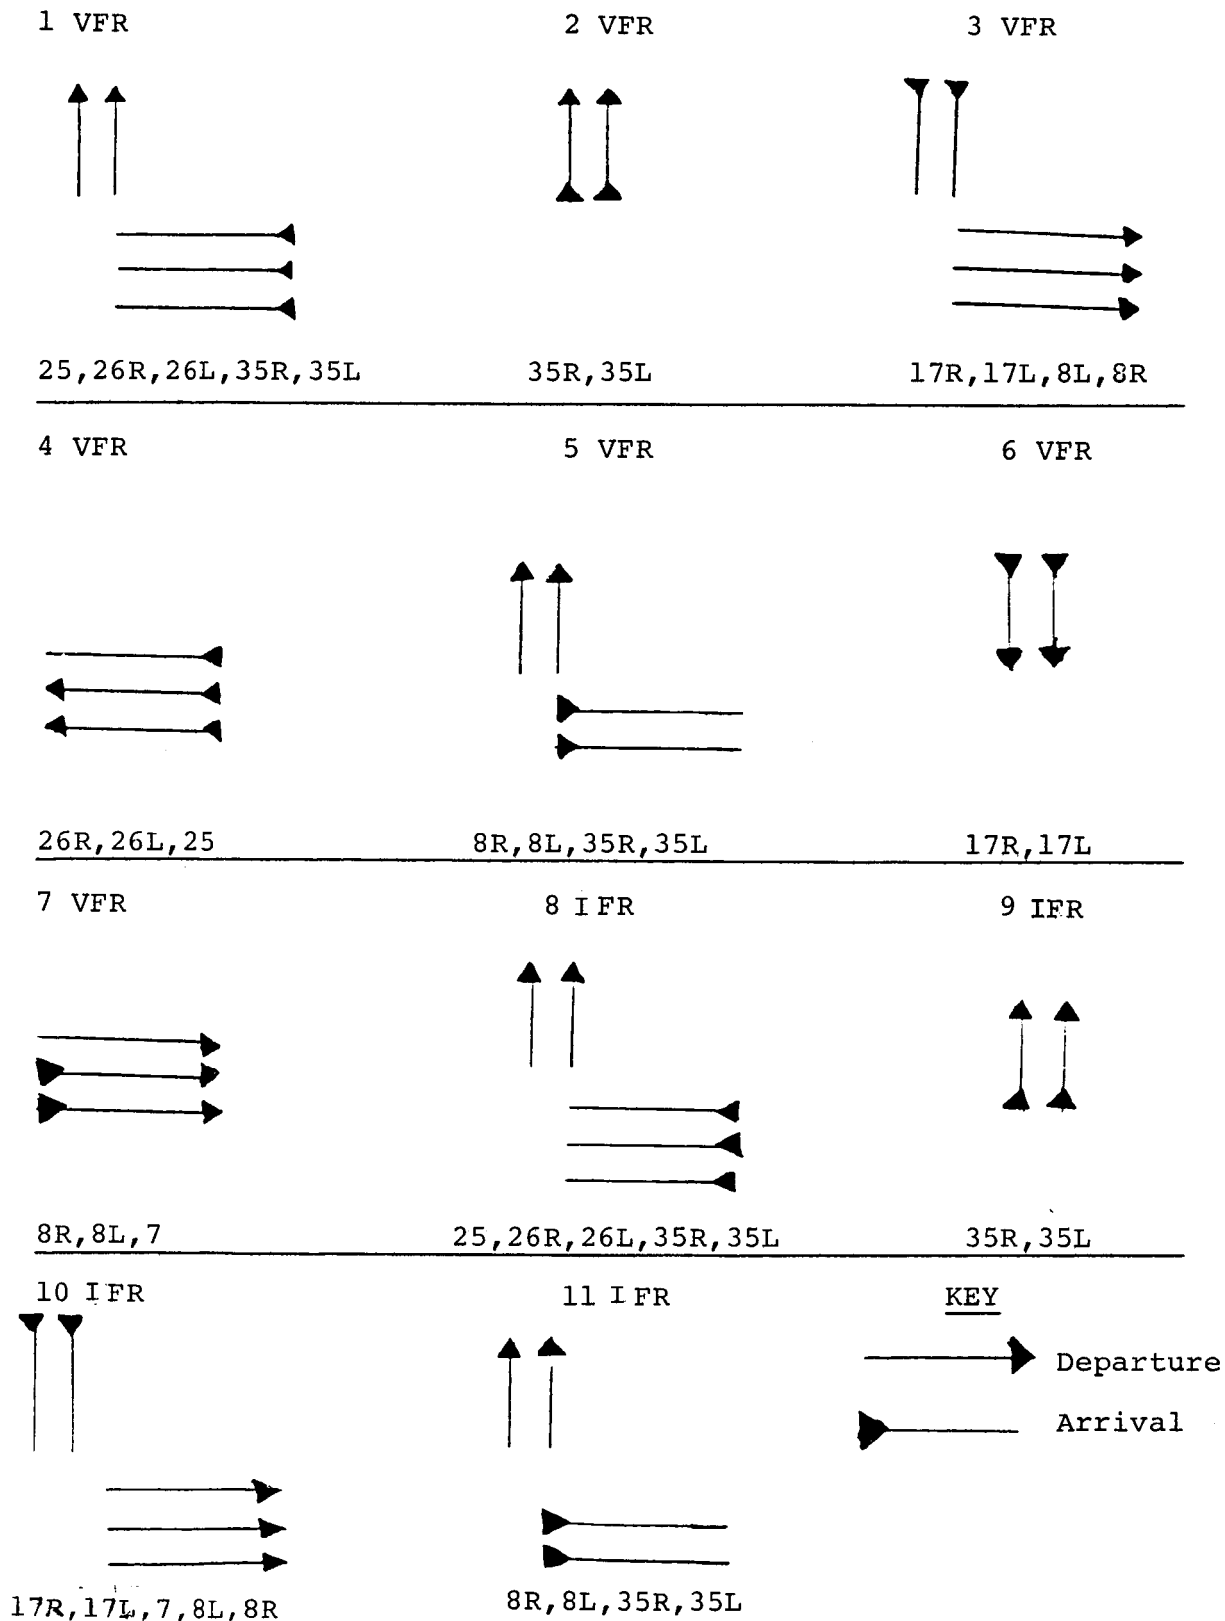 1 VFR
2 VFR
3 VFR
25,26R,26L,35R,35L
35R,35L
17R,17L,8L,8R
4 VFR
5 VFR
6 VFR
26R,26L,25
8R,8L,35R,35L
17R,17L
7 VFR
8 IFR
9 IFR
8R,8L,7
25,26R,26L,35R,35L
35R,35L
10 IFR
11 IFR
KEY
Departure
Arrival
17R,17L,7,8L,8R
8R,8L,35R,35L